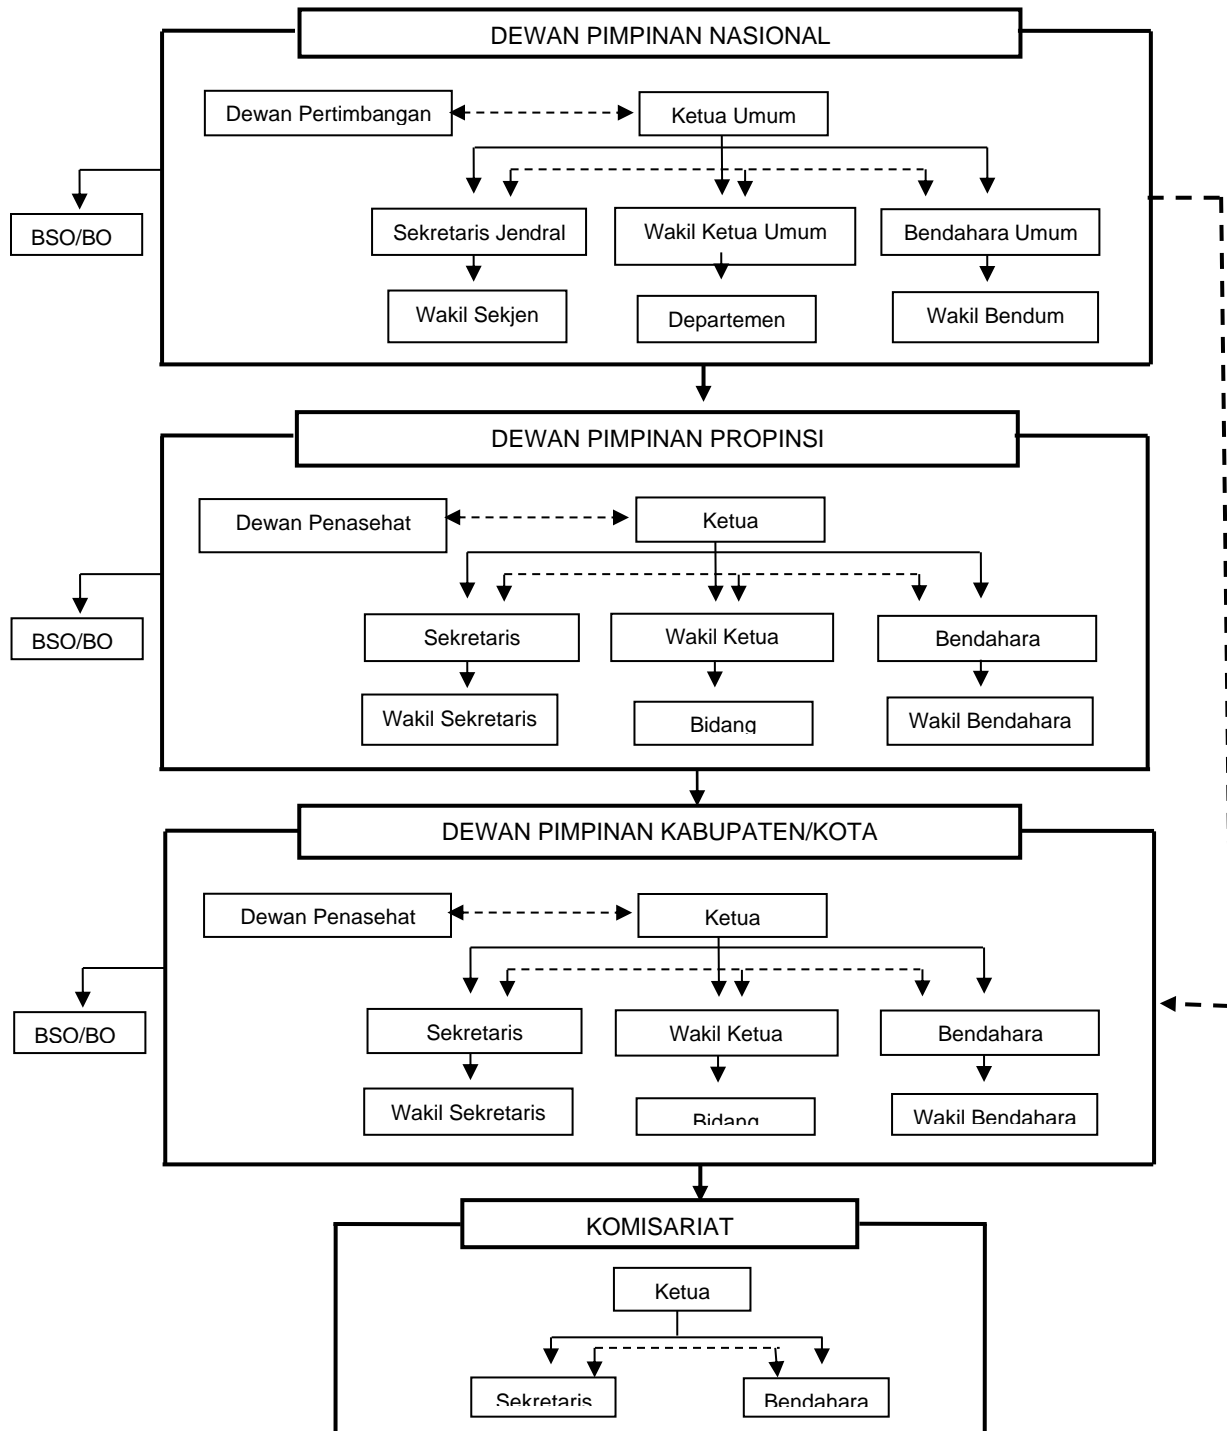 DEWAN PIMPINAN NASIONAL
Dewan Pertimbangan
Ketua Umum
BSO/BO
Sekretaris Jendral
Wakil Ketua Umum
Bendahara Umum
Wakil Sekjen
Departemen
Wakil Bendum
DEWAN PIMPINAN PROPINSI
Dewan Penasehat
Ketua
BSO/BO
Sekretaris
Wakil Ketua
Bendahara
Wakil Sekretaris
Bidang
Wakil Bendahara
DEWAN PIMPINAN KABUPATEN/KOTA
Dewan Penasehat
Ketua
BSO/BO
Sekretaris
Wakil Ketua
Bendahara
Wakil Sekretaris
Bidang
Wakil Bendahara
KOMISARIAT
Ketua
Sekretaris
Bendahara